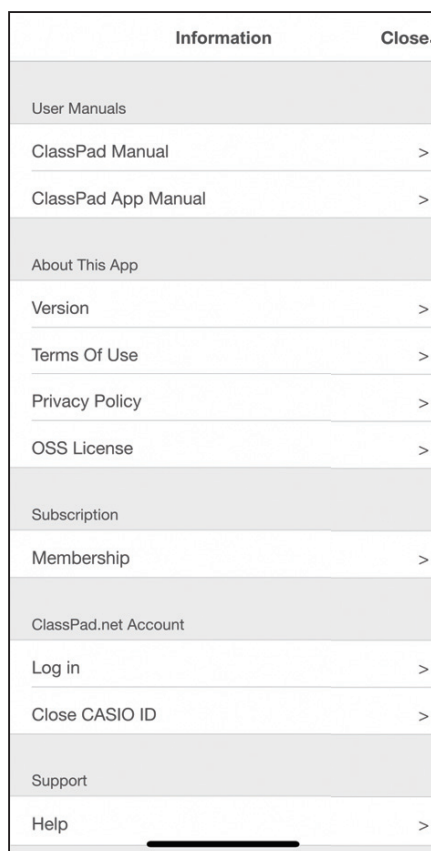 Information Close
User Manuals
ClassPad Manual >
ClassPad App Manual >
About This App
Version >
Terms Of Use >
Privacy Policy >
OSS License >
Subscription
Membership >
ClassPad.net Account
Log in >
Close CASIO ID >
Support
Help >